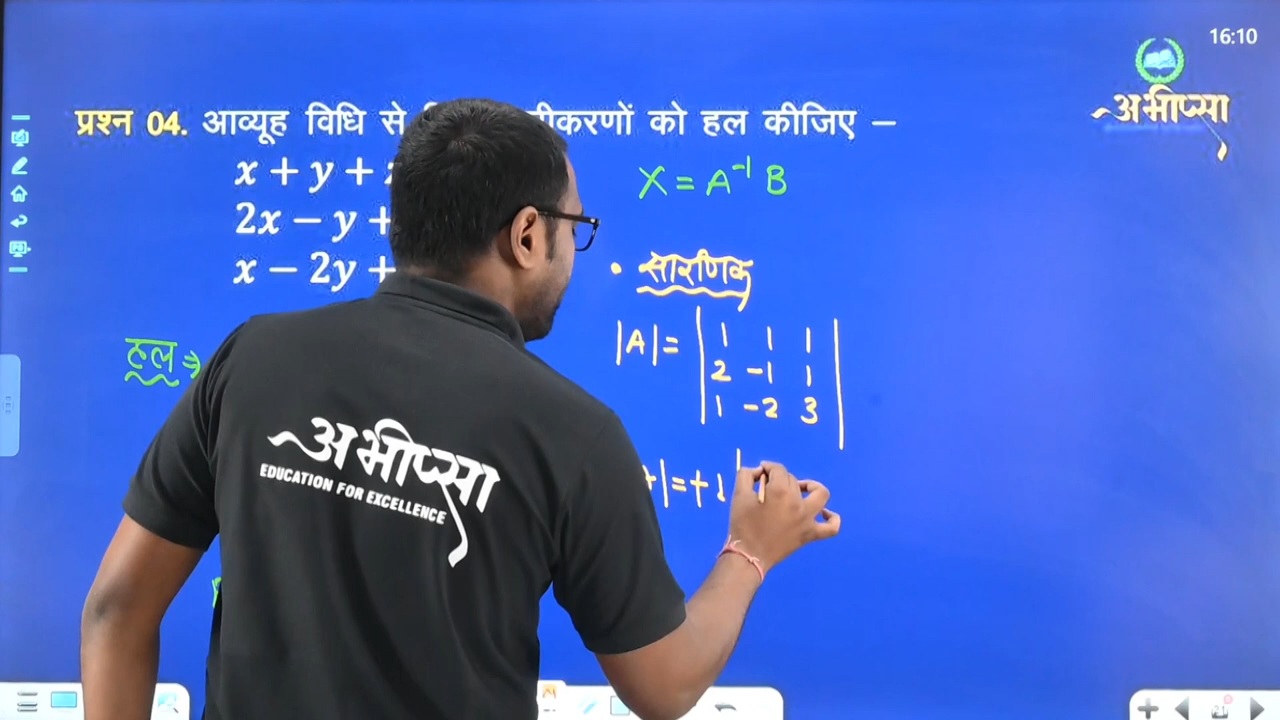 16:10
अभीप्सा
प्रश्न 04. आव्यूह विधि से को हल कीजिए –
x + y +
X = A⁻¹ B
2x − y +
x − 2y +
• सारणिक
हल ⇒
|A| = | 1 1 1 |
| 2 −1 1 |
| 1 −2 3 |
| = + 1 |
अभीप्सा
EDUCATION FOR EXCELLENCE